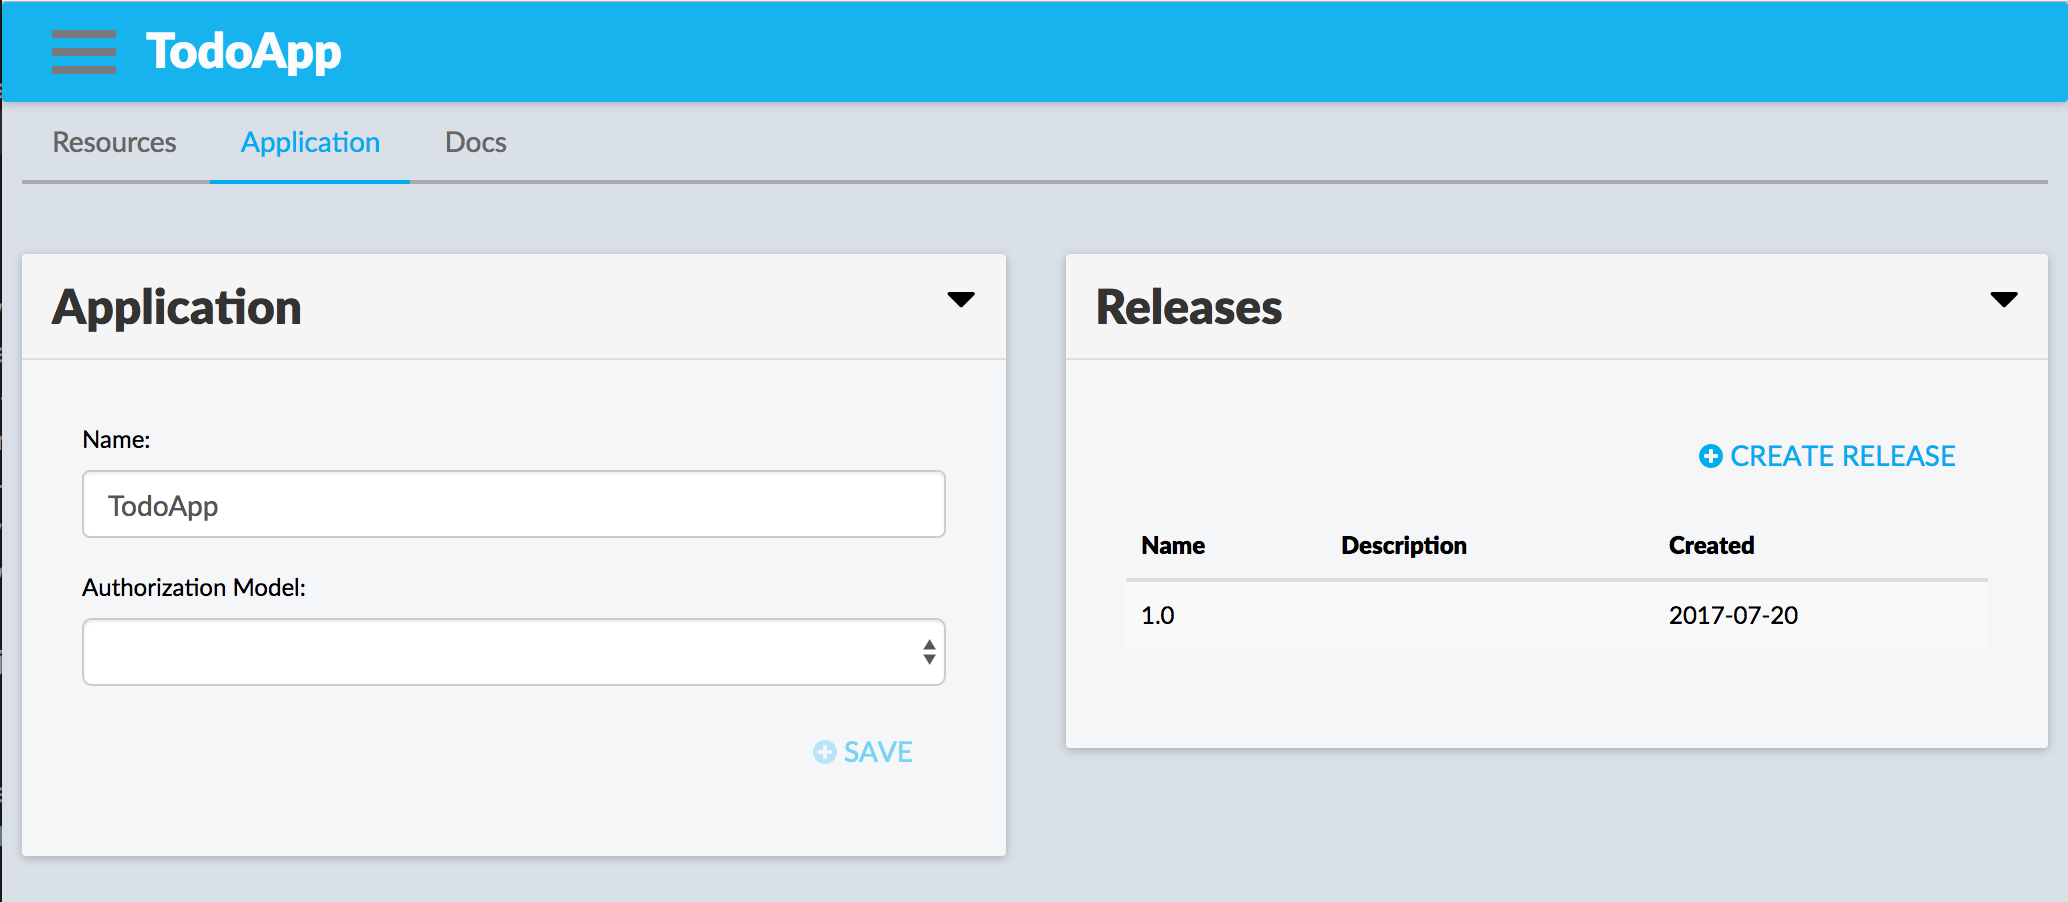 TodoApp
Resources Application Docs
Application
Name:
TodoApp
Authorization Model:
SAVE
Releases
CREATE RELEASE
Name Description Created
1.0 2017-07-20